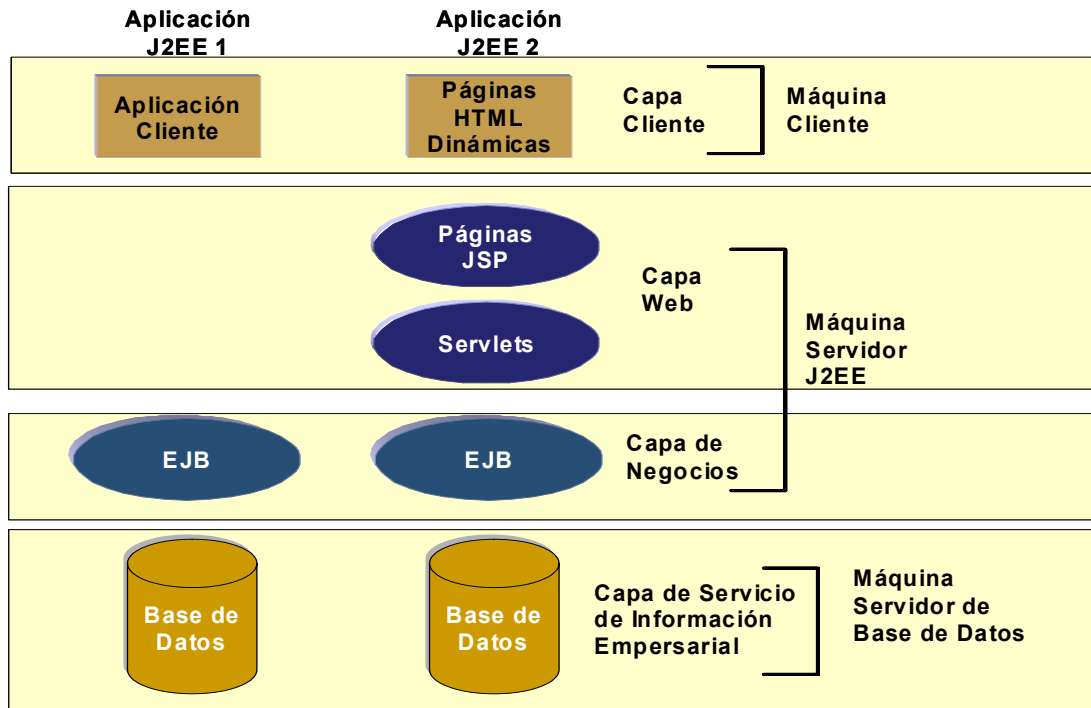 Aplicación
J2EE 1
Aplicación
J2EE 2
Aplicación
Cliente
Páginas
HTML
Dinámicas
Capa
Cliente
Máquina
Cliente
Páginas
JSP
Servlets
Capa
Web
Máquina
Servidor
J2EE
EJB
EJB
Capa de
Negocios
Base de
Datos
Base de
Datos
Capa de Servicio
de Información
Empersarial
Máquina
Servidor de
Base de Datos